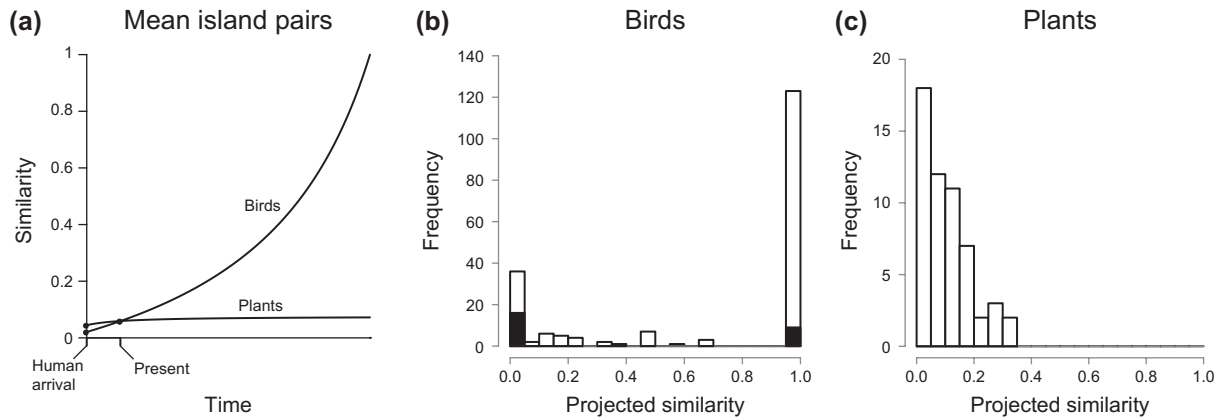 (a) Mean island pairs
1
0.8
0.6
0.4
0.2
0
Similarity
Birds
Plants
Human
arrival
Present
Time
(b) Birds
140
120
100
80
60
40
20
0
Frequency
0.0 0.2 0.4 0.6 0.8 1.0
Projected similarity
(c) Plants
20
15
10
5
0
Frequency
0.0 0.2 0.4 0.6 0.8 1.0
Projected similarity